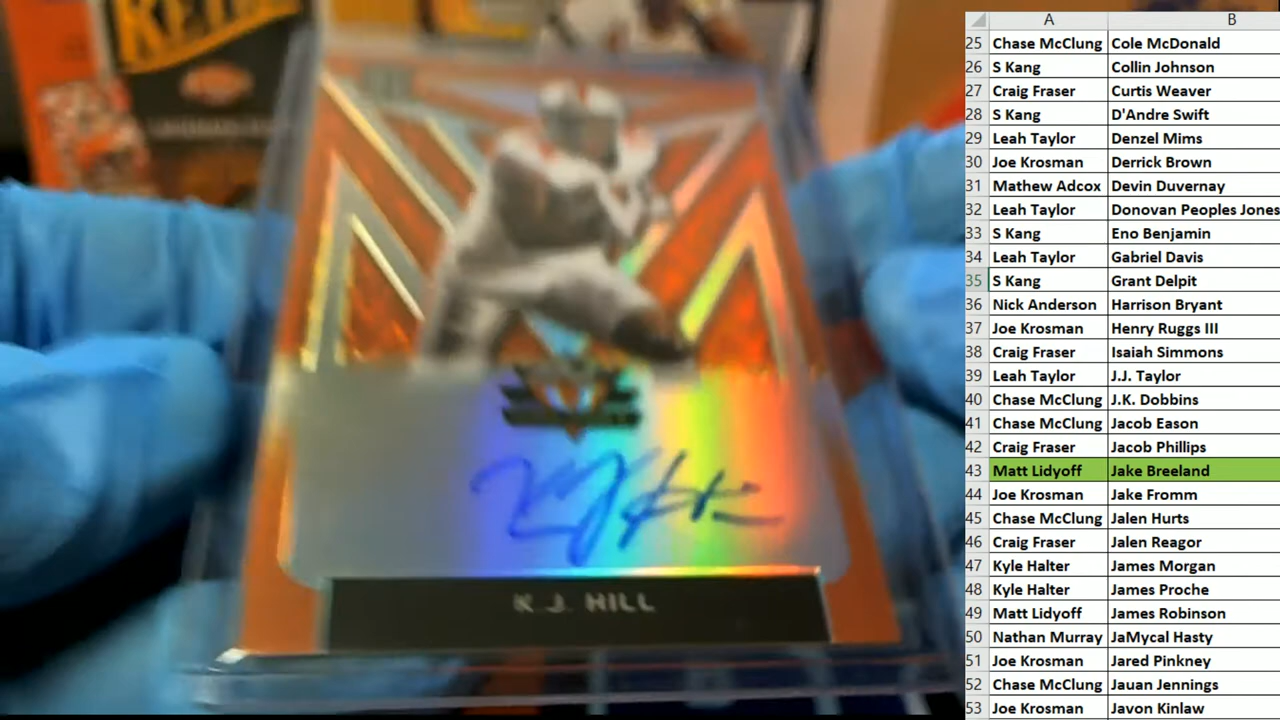 K.J. HILL
A B
25 Chase McClung Cole McDonald
26 S Kang Collin Johnson
27 Craig Fraser Curtis Weaver
28 S Kang D'Andre Swift
29 Leah Taylor Denzel Mims
30 Joe Krosman Derrick Brown
31 Mathew Adcox Devin Duvernay
32 Leah Taylor Donovan Peoples Jones
33 S Kang Eno Benjamin
34 Leah Taylor Gabriel Davis
35 S Kang Grant Delpit
36 Nick Anderson Harrison Bryant
37 Joe Krosman Henry Ruggs III
38 Craig Fraser Isaiah Simmons
39 Leah Taylor J.J. Taylor
40 Chase McClung J.K. Dobbins
41 Chase McClung Jacob Eason
42 Craig Fraser Jacob Phillips
43 Matt Lidyoff Jake Breeland
44 Joe Krosman Jake Fromm
45 Chase McClung Jalen Hurts
46 Craig Fraser Jalen Reagor
47 Kyle Halter James Morgan
48 Kyle Halter James Proche
49 Matt Lidyoff James Robinson
50 Nathan Murray JaMycal Hasty
51 Joe Krosman Jared Pinkney
52 Chase McClung Jauan Jennings
53 Joe Krosman Javon Kinlaw